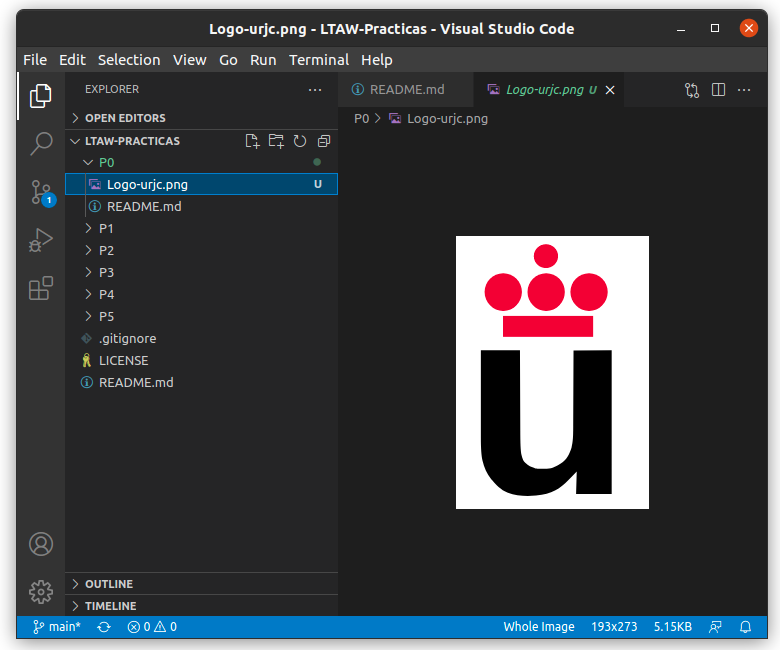 Logo-urjc.png - LTAW-Practicas - Visual Studio Code
File Edit Selection View Go Run Terminal Help
EXPLORER
README.md
Logo-urjc.png U
OPEN EDITORS
P0 > Logo-urjc.png
LTAW-PRACTICAS
P0
Logo-urjc.png U
README.md
P1
P2
P3
P4
P5
.gitignore
LICENSE
README.md
1
u
OUTLINE
TIMELINE
main* 0 0 Whole Image 193x273 5.15KB